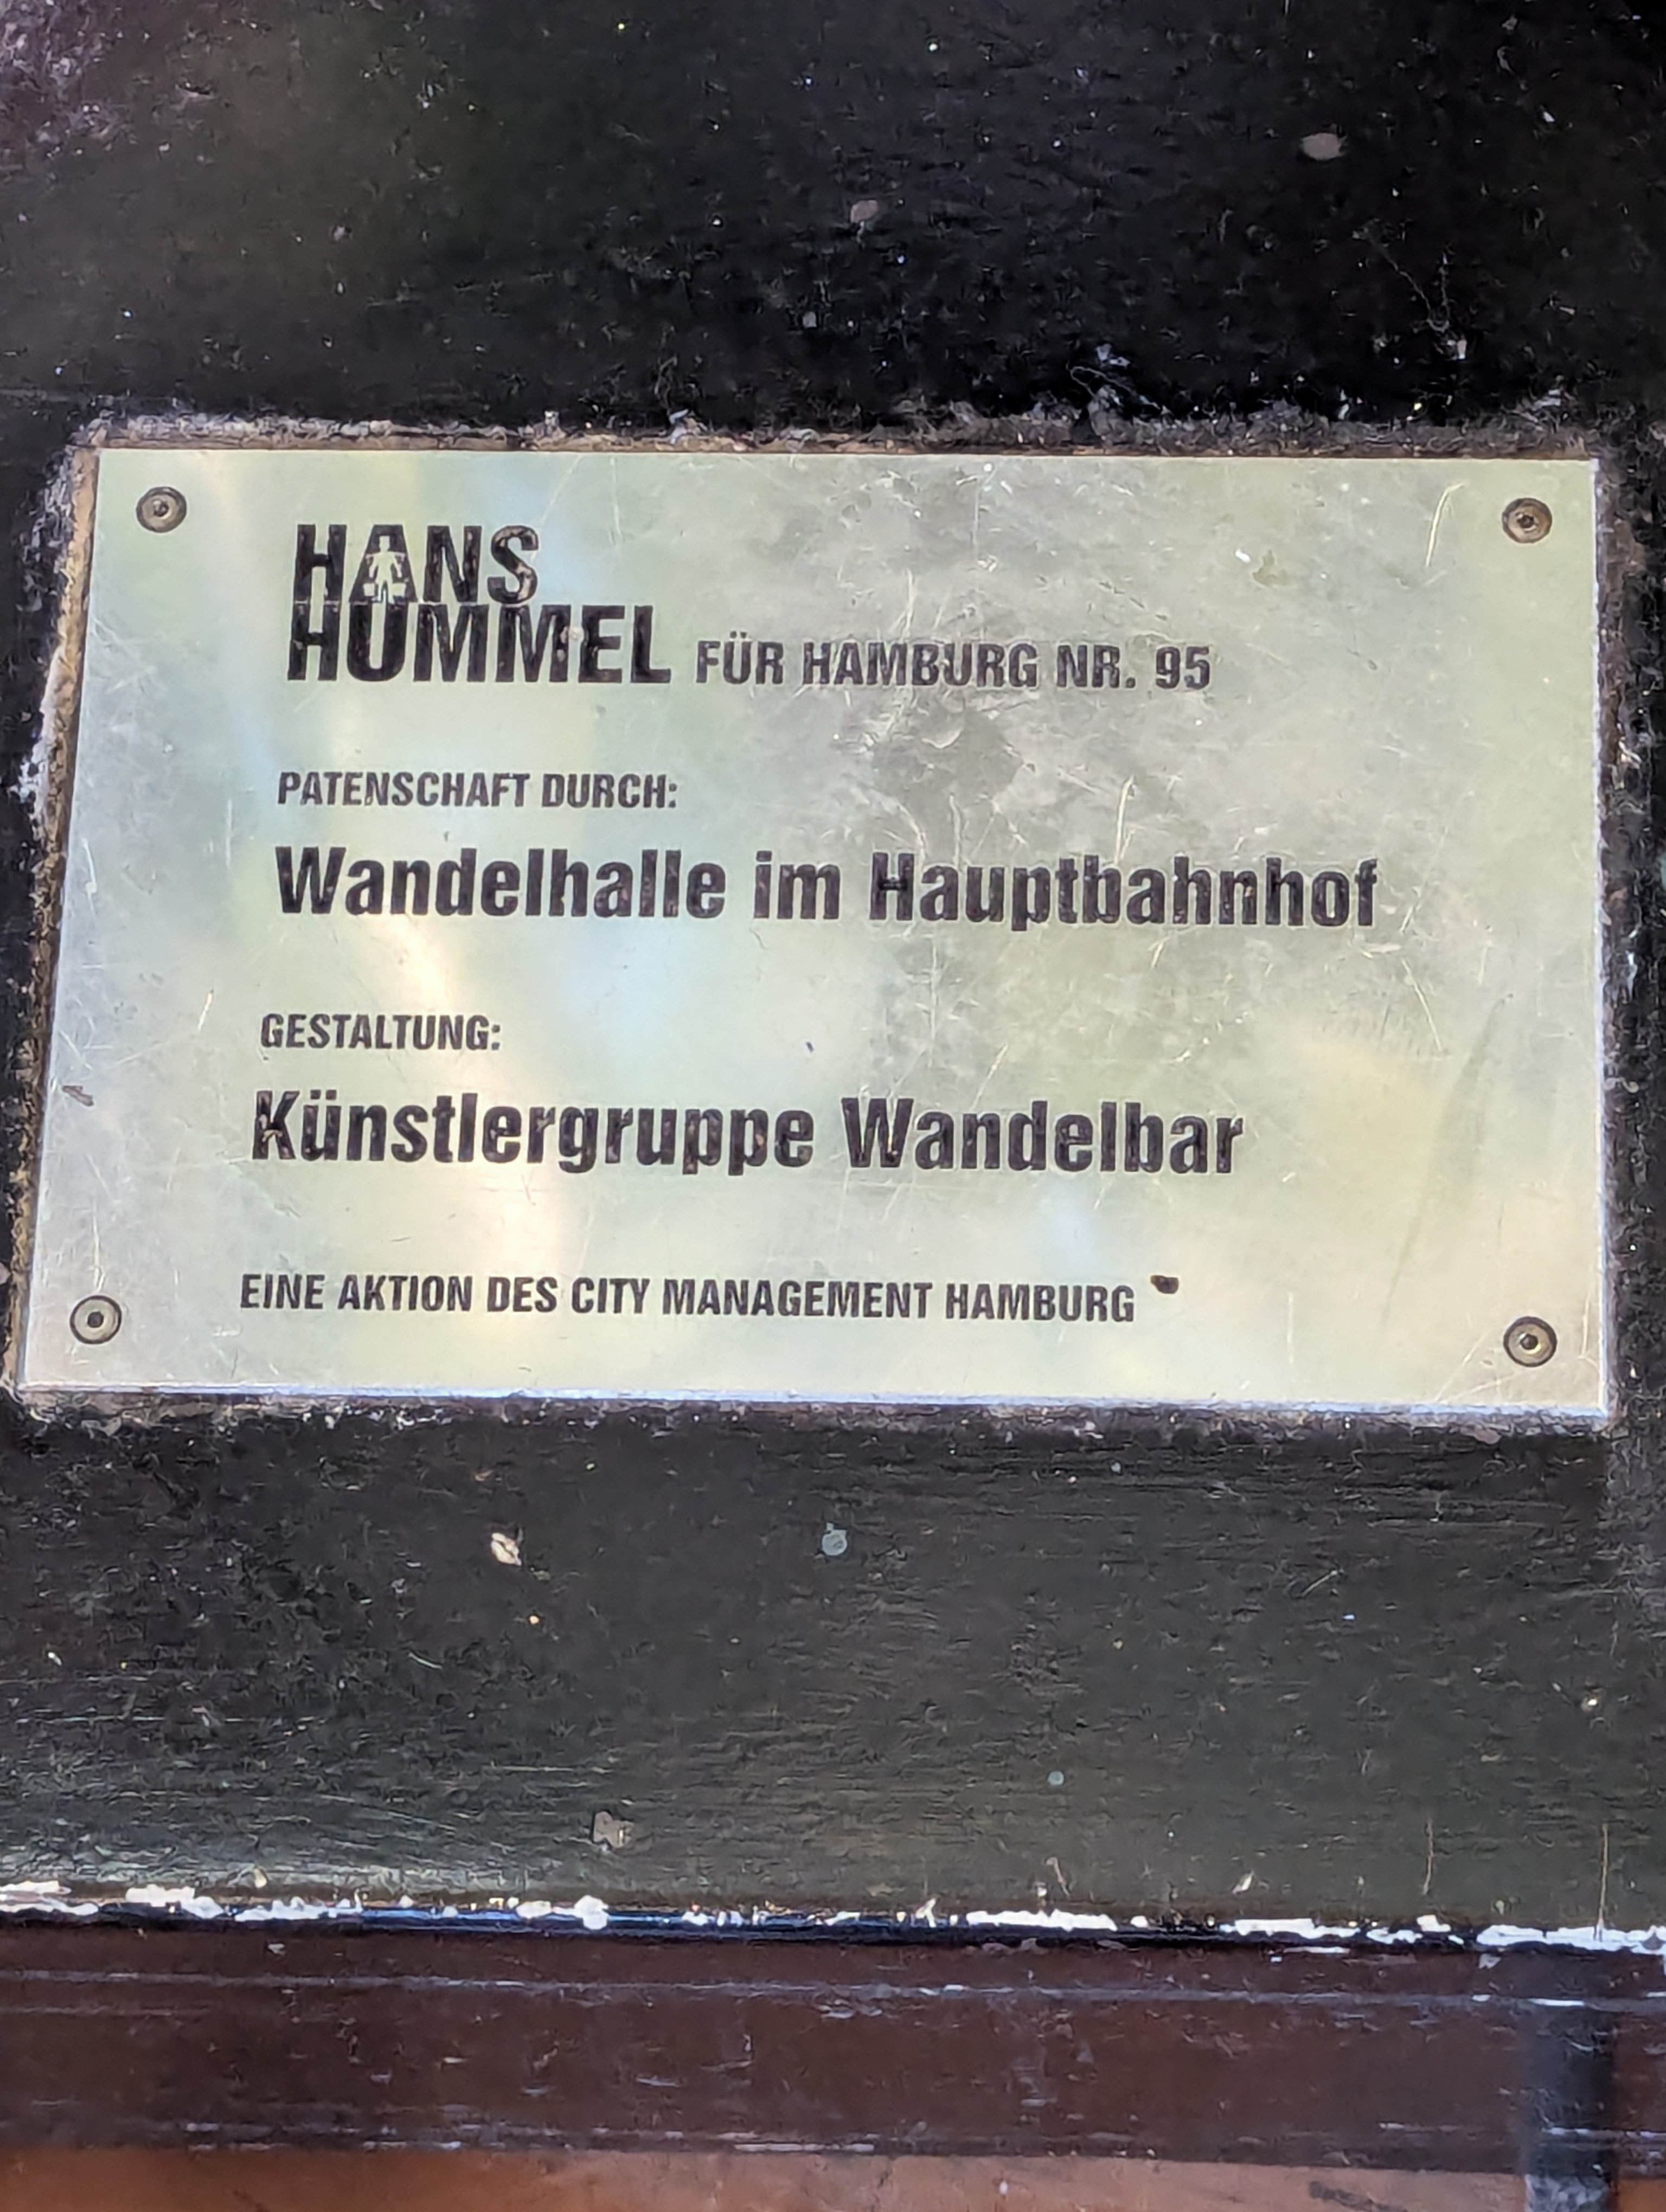 HANS
HUMMEL FÜR HAMBURG NR. 95
PATENSCHAFT DURCH:
Wandelhalle im Hauptbahnhof
GESTALTUNG:
Künstlergruppe Wandelbar
EINE AKTION DES CITY MANAGEMENT HAMBURG